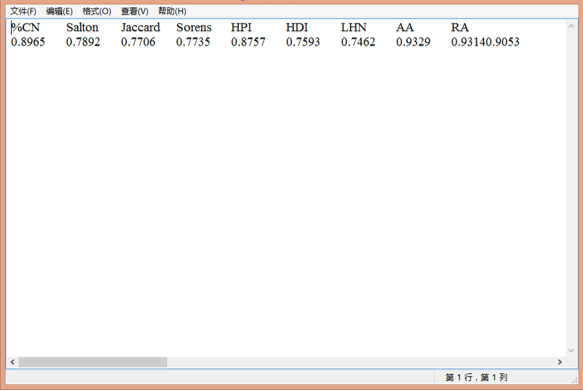 文件(F) 编辑(E) 格式(O) 查看(V) 帮助(H)
%CN Salton Jaccard Sorens HPI HDI LHN AA RA
0.8965 0.7892 0.7706 0.7735 0.8757 0.7593 0.7462 0.9329 0.93140.9053
第 1 行，第 1 列